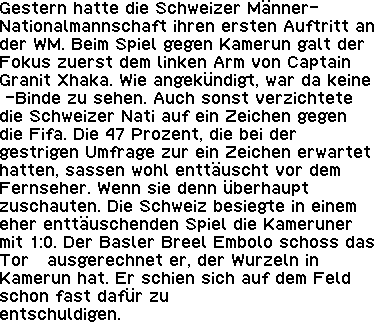 Gestern hatte die Schweizer Männer-
Nationalmannschaft ihren ersten Auftritt an
der WM. Beim Spiel gegen Kamerun galt der
Fokus zuerst dem linken Arm von Captain
Granit Xhaka. Wie angekündigt, war da keine
-Binde zu sehen. Auch sonst verzichtete
die Schweizer Nati auf ein Zeichen gegen
die Fifa. Die 47 Prozent, die bei der
gestrigen Umfrage zur ein Zeichen erwartet
hatten, sassen wohl enttäuscht vor dem
Fernseher. Wenn sie denn überhaupt
zuschauten. Die Schweiz besiegte in einem
eher enttäuschenden Spiel die Kameruner
mit 1:0. Der Basler Breel Embolo schoss das
Tor ausgerechnet er, der Wurzeln in
Kamerun hat. Er schien sich auf dem Feld
schon fast dafür zu
entschuldigen.